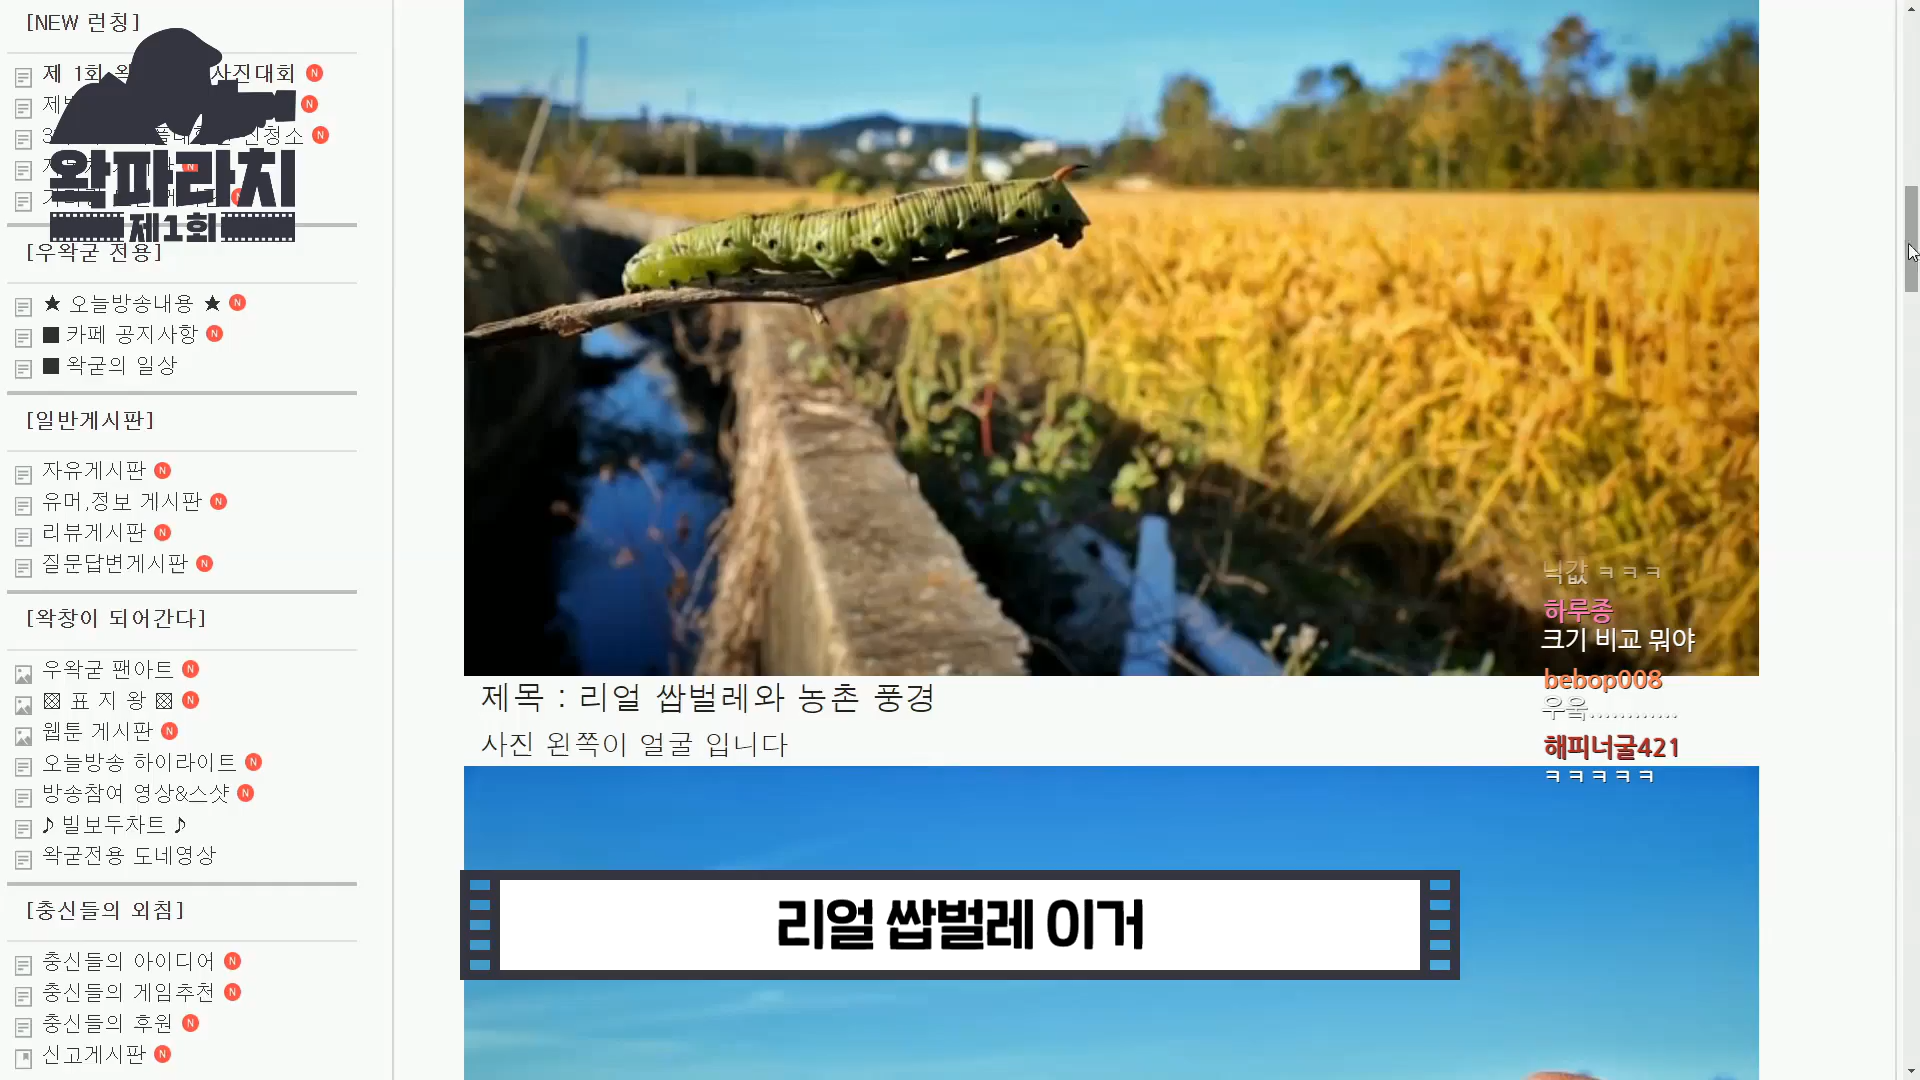 [NEW 런칭]
제 1회 왁 사진대회 N
제 N
3 신청소 N
N
N
왁파라치
제1회
[우왁굳 전용]
★ 오늘방송내용 ★ N
■ 카페 공지사항 N
■ 왁굳의 일상
[일반게시판]
자유게시판 N
유머,정보 게시판 N
리뷰게시판 N
질문답변게시판 N
[왁창이 되어간다]
우왁굳 팬아트 N
▩ 표 지 왕 ▩ N
웹툰 게시판 N
오늘방송 하이라이트 N
방송참여 영상&스샷 N
♪ 빌보두차트 ♪
왁굳전용 도네영상
[충신들의 외침]
충신들의 아이디어 N
충신들의 게임추천 N
충신들의 후원 N
신고게시판 N
제목 : 리얼 쌉벌레와 농촌 풍경
사진 왼쪽이 얼굴 입니다
닉값 ㅋㅋㅋ
하루종
크기 비교 뭐야
bebop008
우욱............
해피너굴421
ㅋㅋㅋㅋㅋ
리얼 쌉벌레 이거